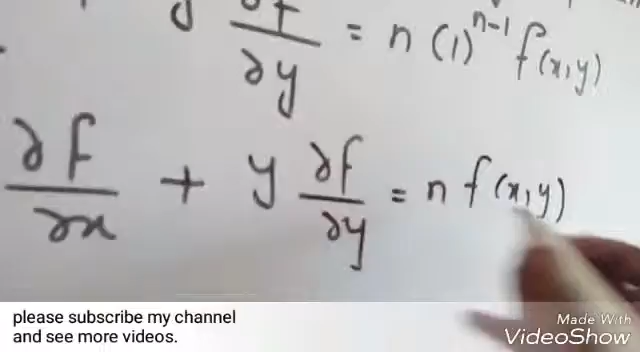 ∂y = n (1)^{n-1} f(x,y)
∂f/∂x + y ∂f/∂y = n f(x,y)
please subscribe my channel
and see more videos.
Made With
VideoShow